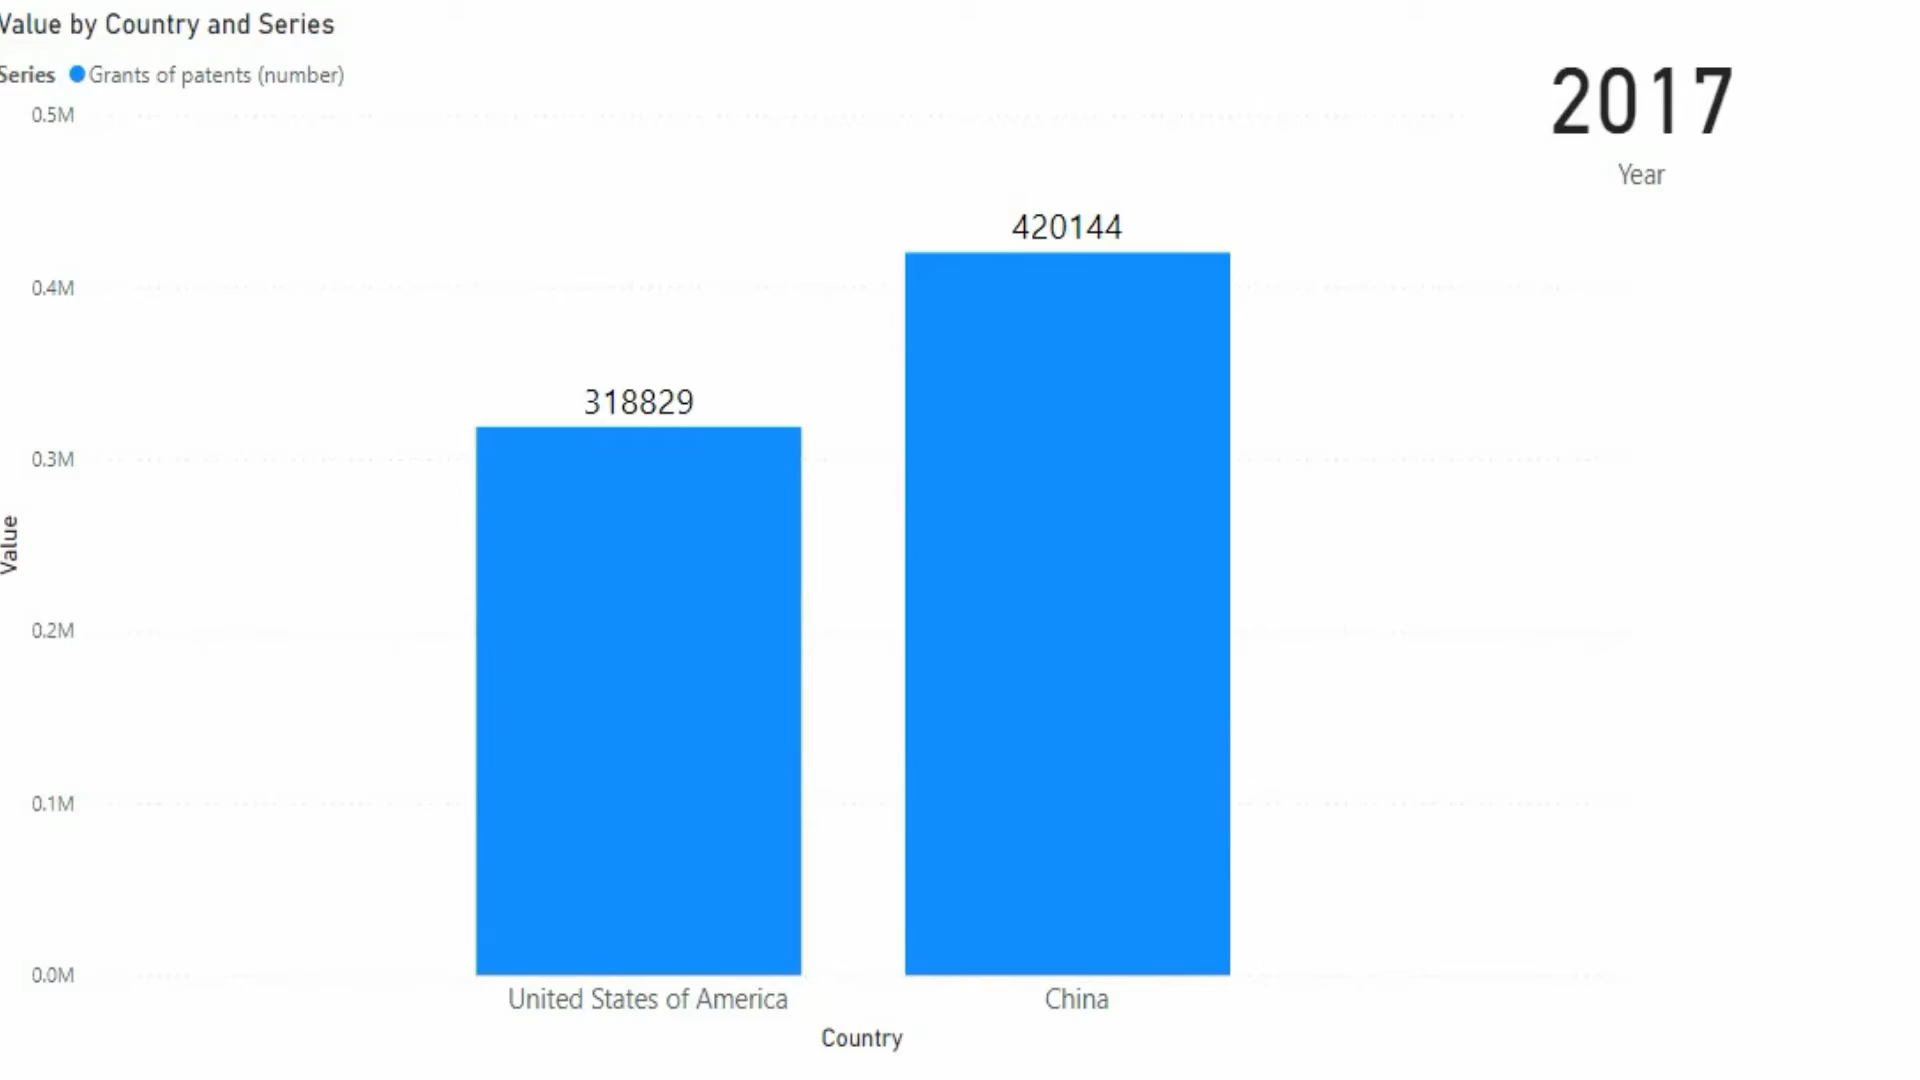 Value by Country and Series
Series Grants of patents (number)
2017
Year
0.5M
0.4M
0.3M
0.2M
0.1M
0.0M
Value
318829
420144
United States of America
China
Country